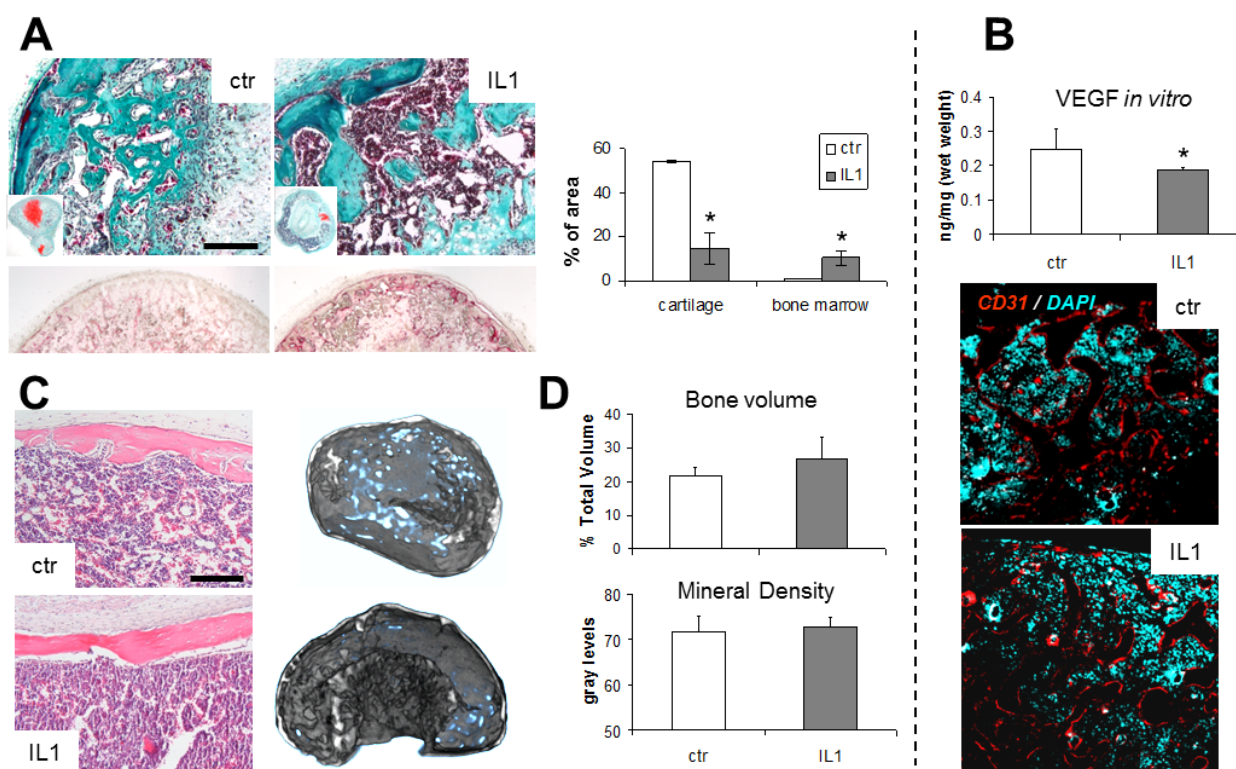 A
ctr
IL1
% of area
60
40
20
0
ctr
IL1
*
*
cartilage
bone marrow
B
VEGF in vitro
ng/mg (wet weight)
0.4
0.3
0.2
0.1
0
*
ctr
IL1
CD31 / DAPI
ctr
IL1
C
ctr
IL1
D
Bone volume
% Total Volume
40
30
20
10
0
Mineral Density
gray levels
90
80
70
60
50
ctr
IL1